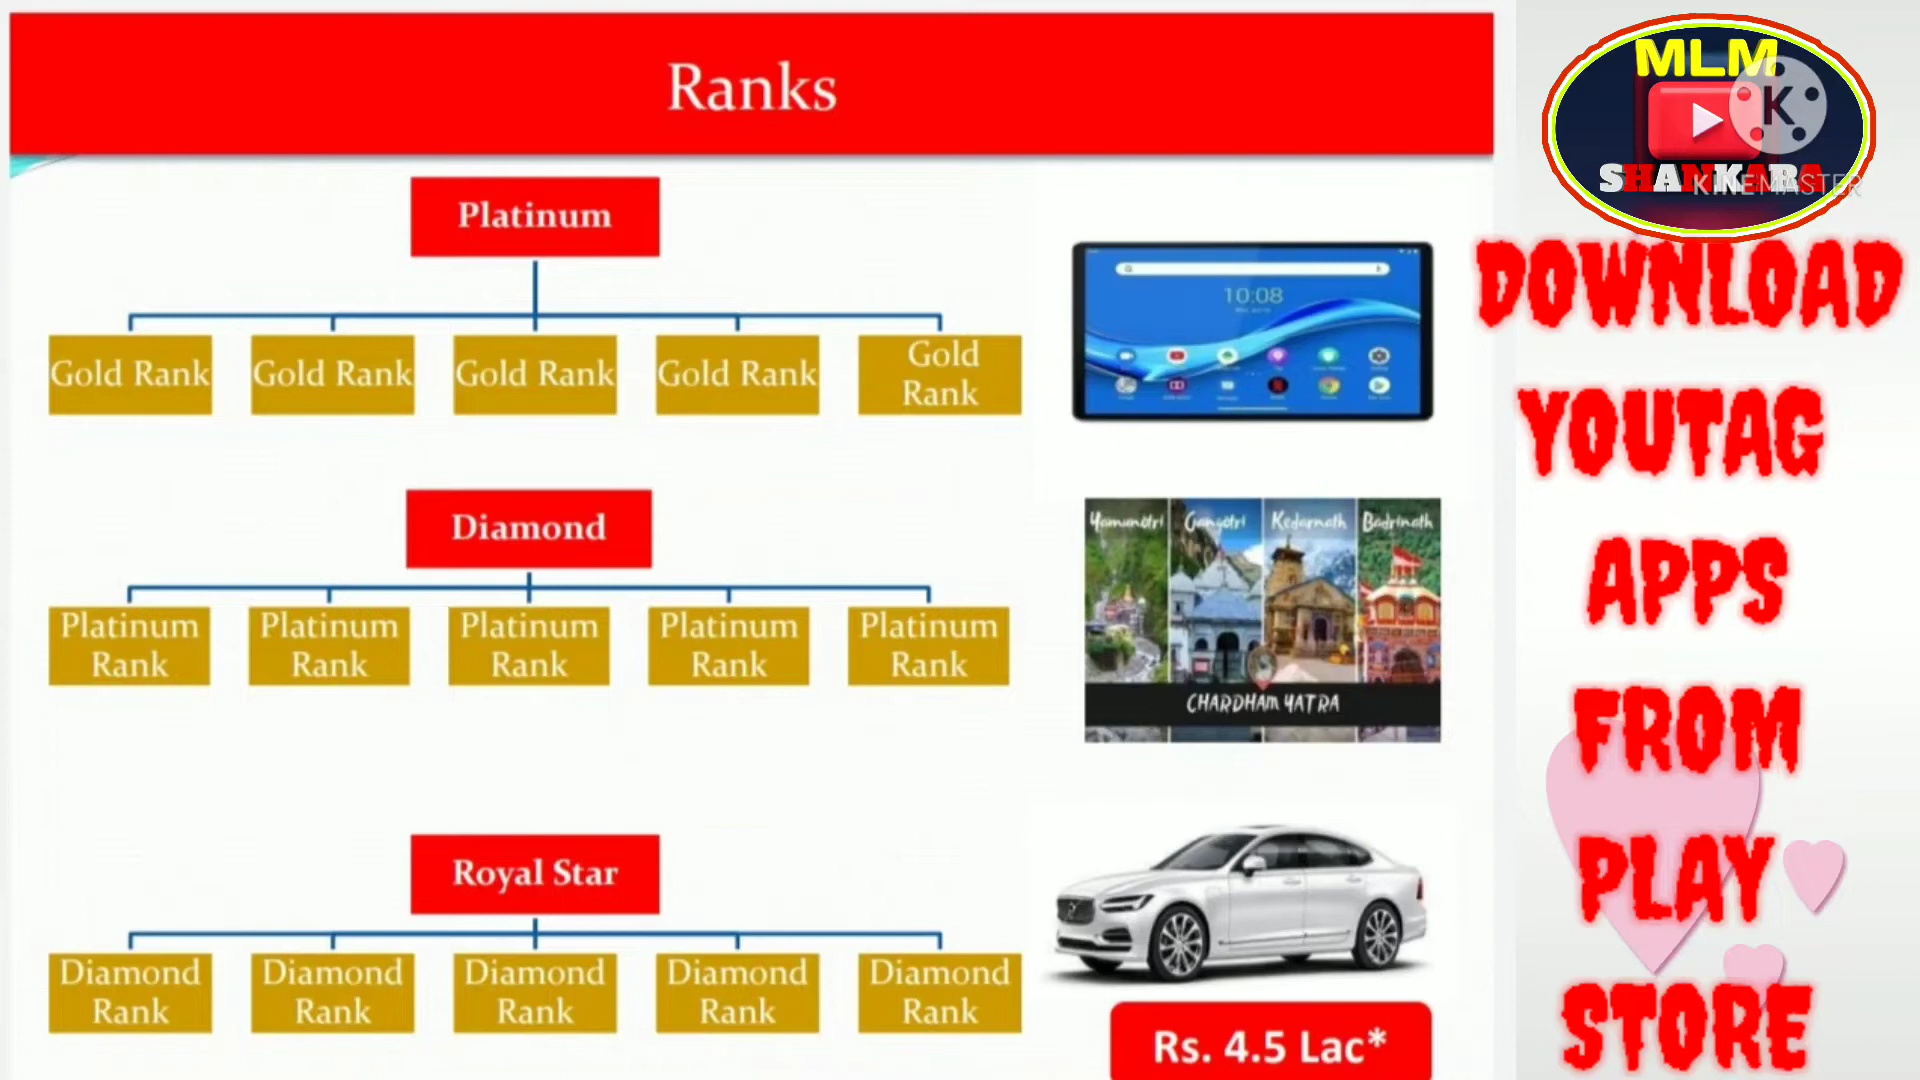 Ranks
Platinum
Gold Rank
Gold Rank
Gold Rank
Gold Rank
Gold
Rank
10:08
Diamond
Platinum
Rank
Platinum
Rank
Platinum
Rank
Platinum
Rank
Platinum
Rank
Yamunotri
Gangotri
Kedarnath
Badrinath
CHARDHAM YATRA
Royal Star
Diamond
Rank
Diamond
Rank
Diamond
Rank
Diamond
Rank
Diamond
Rank
Rs. 4.5 Lac*
MLM
K
SHANKARA
KINEMASTER
DOWNLOAD
YOUTAG
APPS
FROM
PLAY
STORE